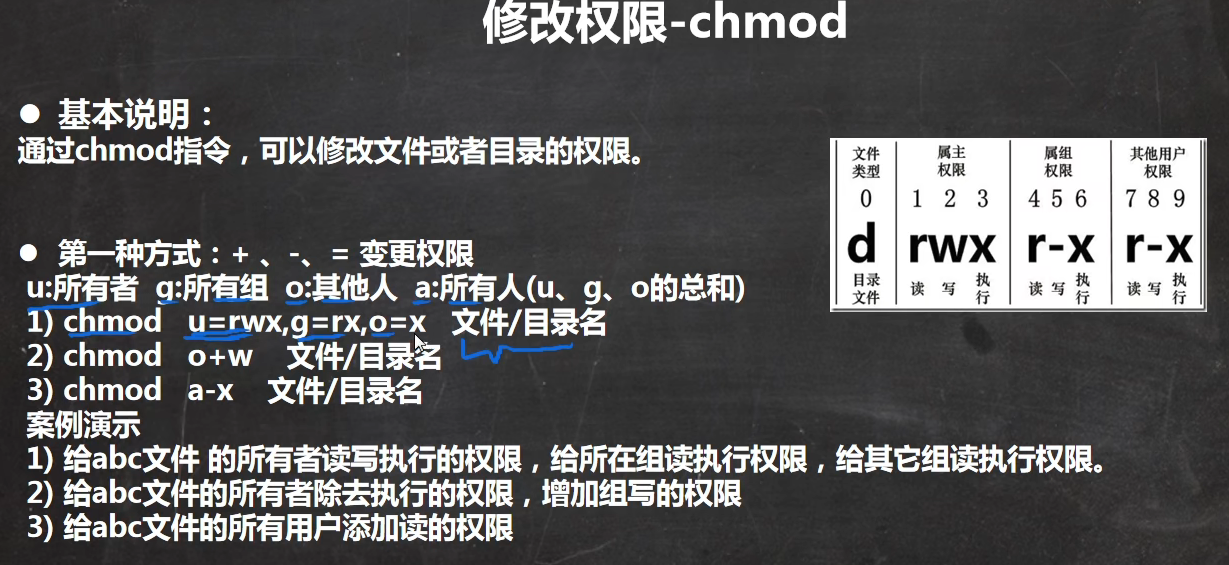 修改权限-chmod
● 基本说明：
通过chmod指令，可以修改文件或者目录的权限。
文件 属主 属组 其他用户
类型 权限 权限 权限
0 1 2 3 4 5 6 7 8 9
d rwx r-x r-x
目录 读 写 执 读 写 执 读 写 执
文件 行 行 行
● 第一种方式：+ 、-、= 变更权限
u:所有者 g:所有组 o:其他人 a:所有人(u、g、o的总和)
1) chmod u=rwx,g=rx,o=x 文件/目录名
2) chmod o+w 文件/目录名
3) chmod a-x 文件/目录名
案例演示
1) 给abc文件 的所有者读写执行的权限，给所在组读执行权限，给其它组读执行权限。
2) 给abc文件的所有者除去执行的权限，增加组写的权限
3) 给abc文件的所有用户添加读的权限